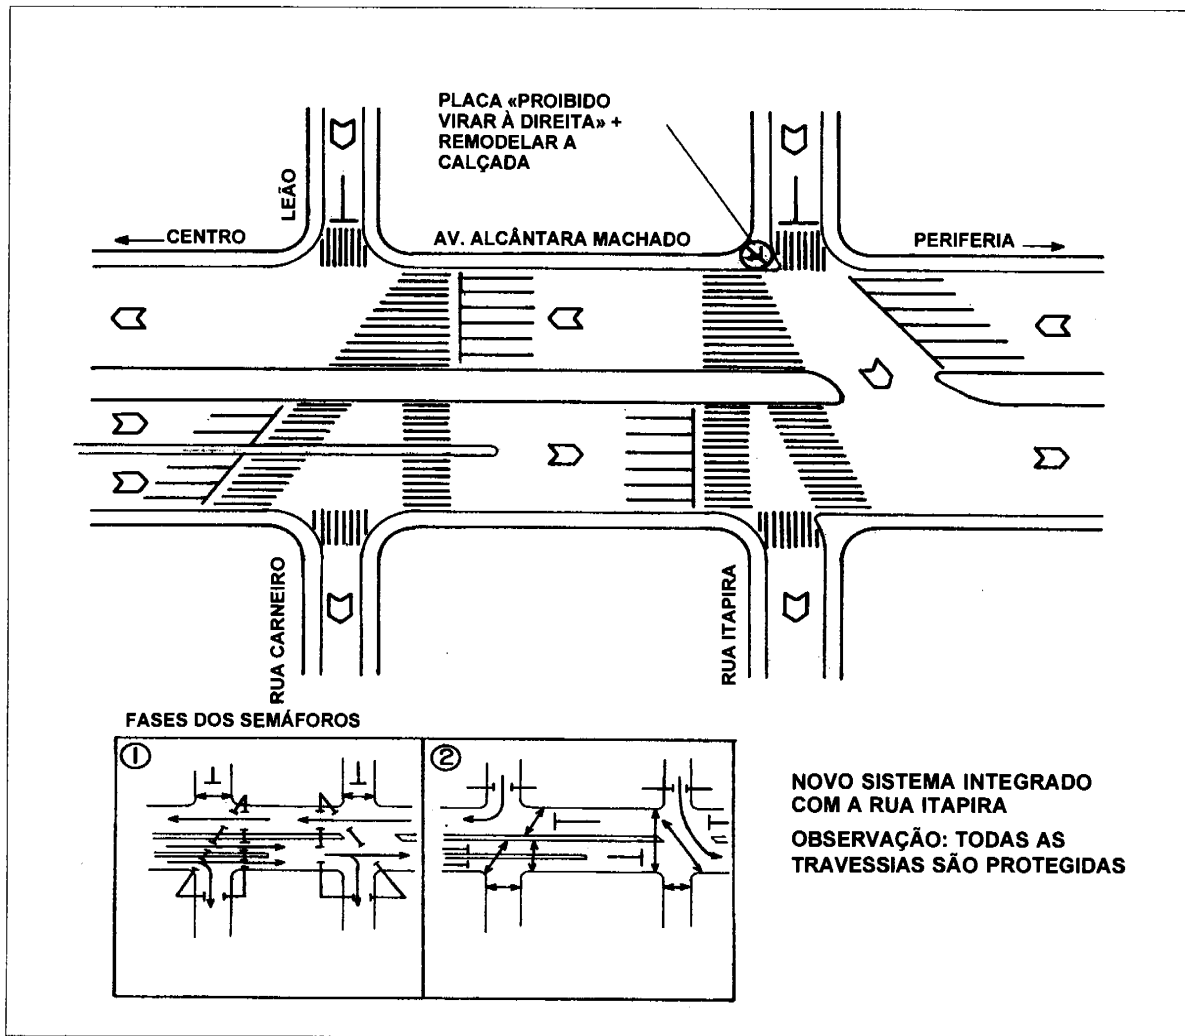 PLACA «PROIBIDO
VIRAR À DIREITA» +
REMODELAR A
CALÇADA
LEÃO
CENTRO
AV. ALCÂNTARA MACHADO
PERIFERIA
RUA CARNEIRO
RUA ITAPIRA
FASES DOS SEMÁFOROS
1
2
NOVO SISTEMA INTEGRADO
COM A RUA ITAPIRA
OBSERVAÇÃO: TODAS AS
TRAVESSIAS SÃO PROTEGIDAS